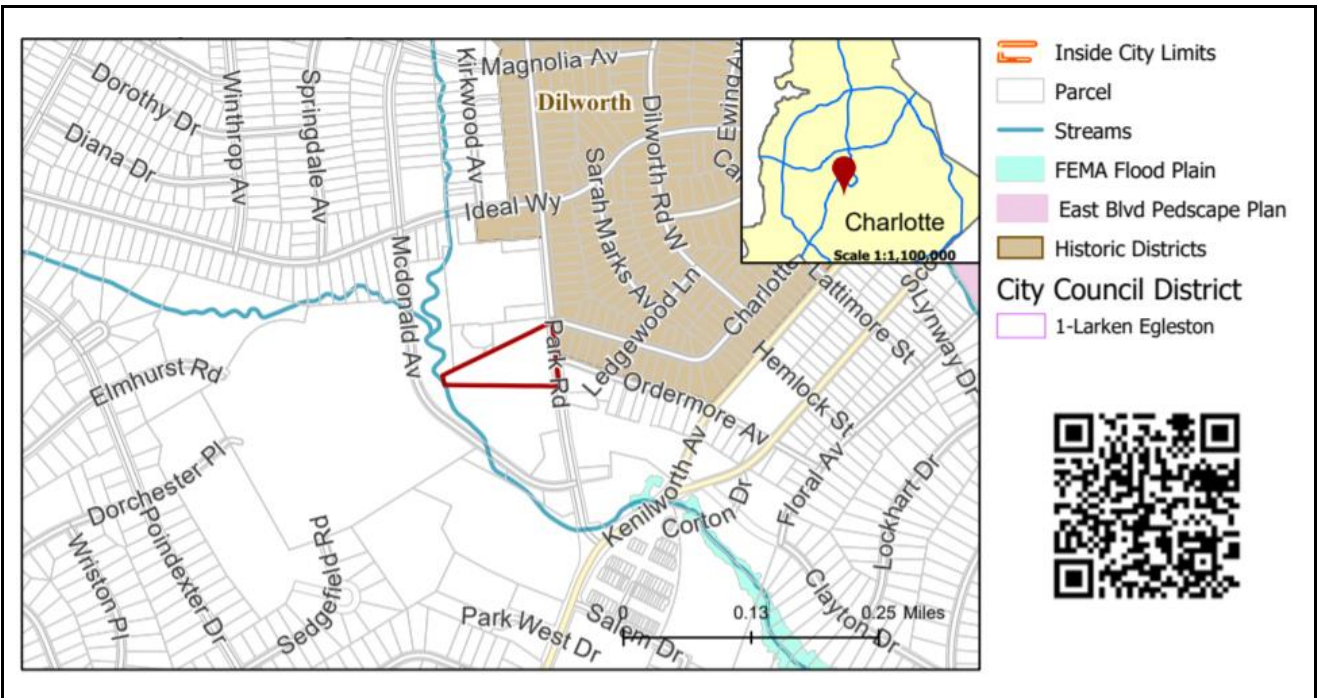 Magnolia Av
Kirkwood Av
Dilworth
Dorothy Dr
Winthrop Av
Springdale Av
Diana Dr
Dilworth Rd W
Ewing Av
Sarah Marks Av
Ideal Wy
Charlotte
Scale 1:1,100,000
Mcdonald Av
Ledgewood Ln
Charlotte
Lattimore St
S
Lynway Dr
Park Rd
Elmhurst Rd
Ordermore Av
Hemlock St
Dorchester Pl
Kenilworth Av
Floral Av
Lockhart Dr
Corton Dr
Poindexter Dr
Wriston Pl
Sedgefield Rd
Clayton Dr
Park West Dr
Salem Dr
0
0.13
0.25 Miles
Inside City Limits
Parcel
Streams
FEMA Flood Plain
East Blvd Pedscape Plan
Historic Districts
City Council District
1-Larken Egleston